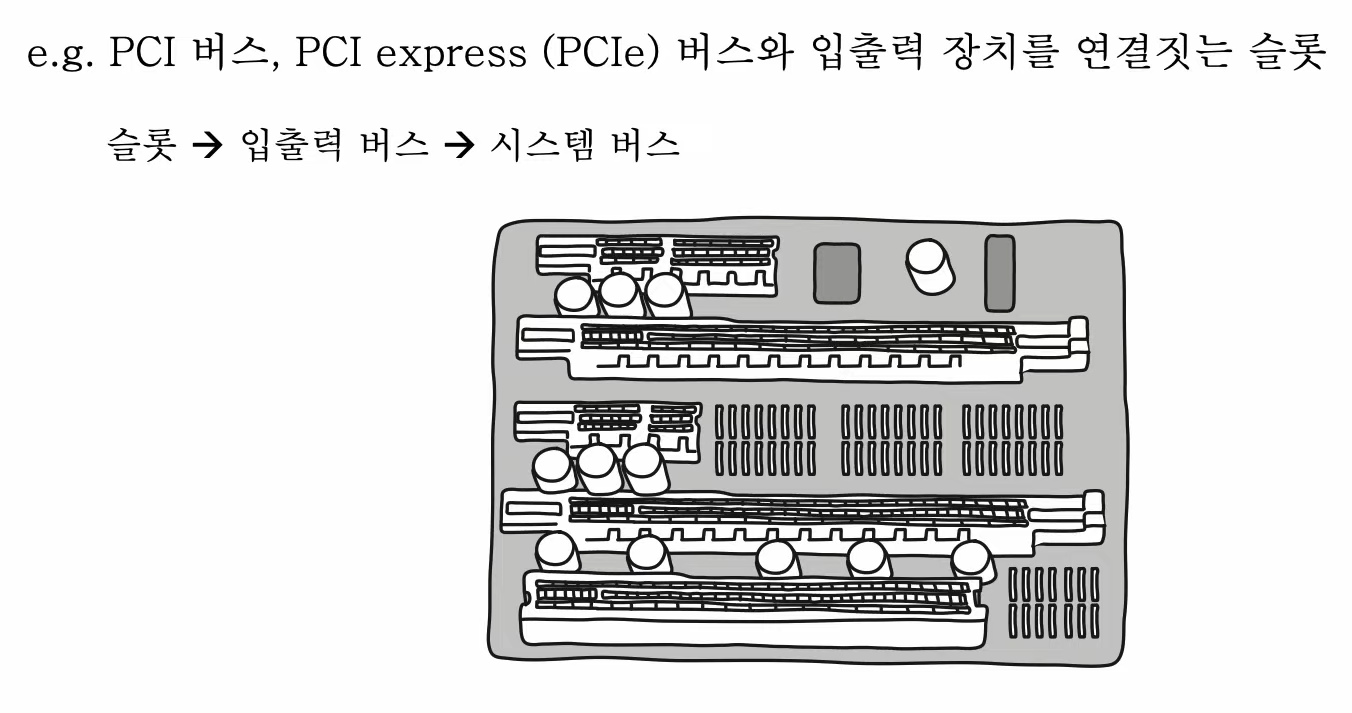 e.g. PCI 버스, PCI express (PCIe) 버스와 입출력 장치를 연결짓는 슬롯
슬롯 → 입출력 버스 → 시스템 버스